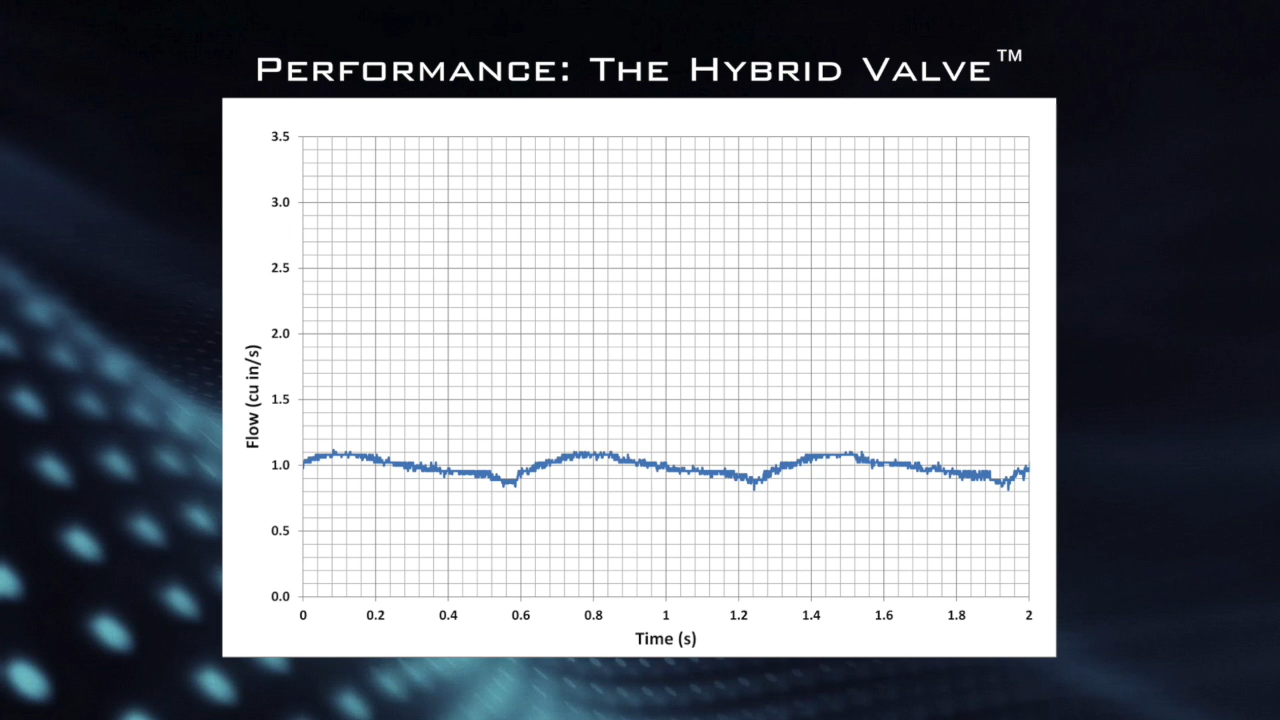 PERFORMANCE: THE HYBRID VALVE™
3.5
3.0
2.5
2.0
1.5
1.0
0.5
0.0
Flow (cu in/s)
0 0.2 0.4 0.6 0.8 1 1.2 1.4 1.6 1.8 2
Time (s)